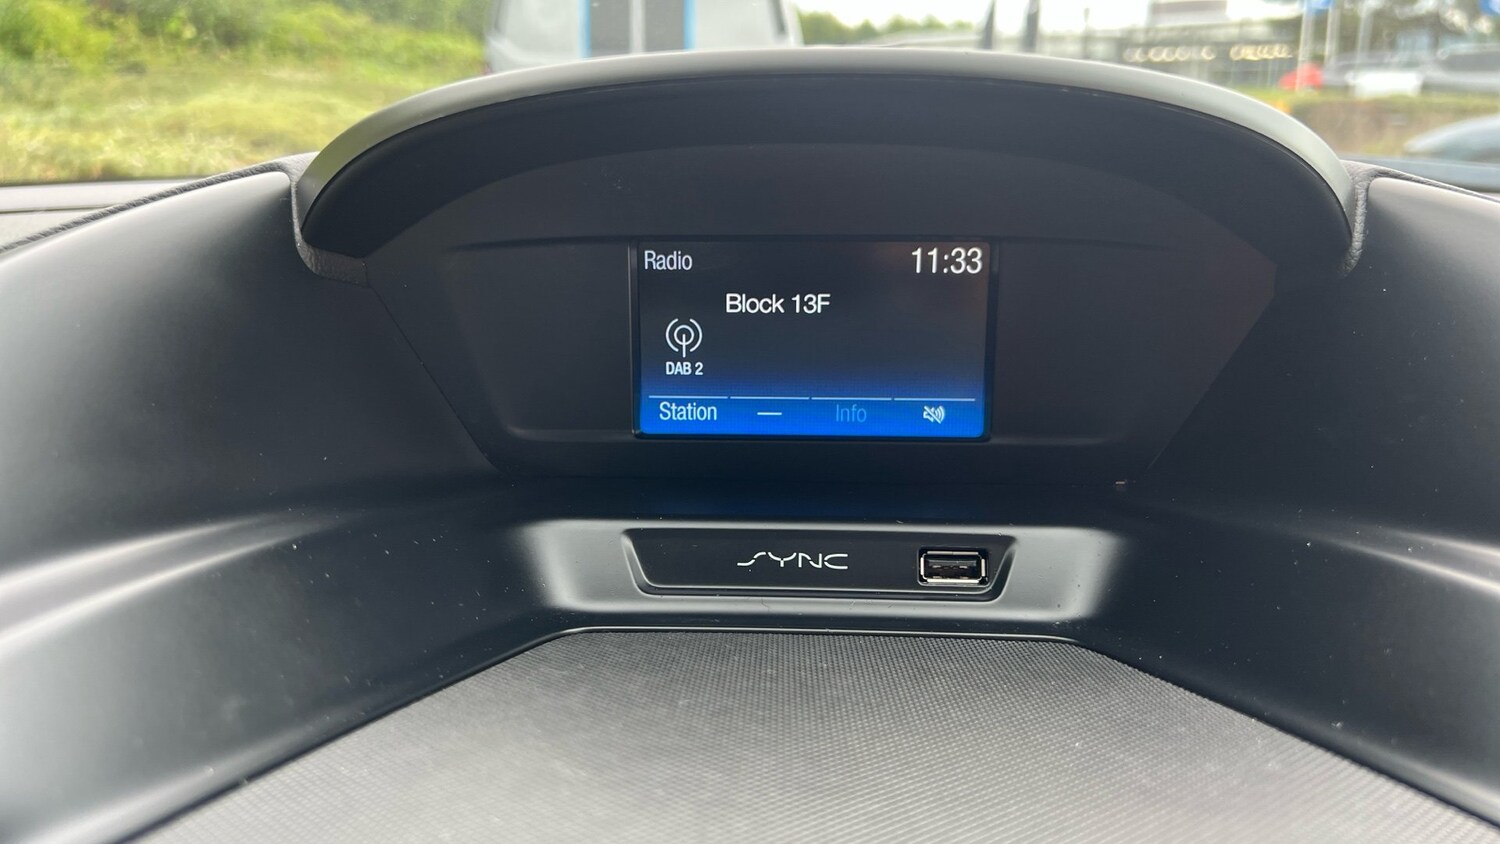 Radio 11:33
Block 13F
DAB 2
Station — Info
SYNC